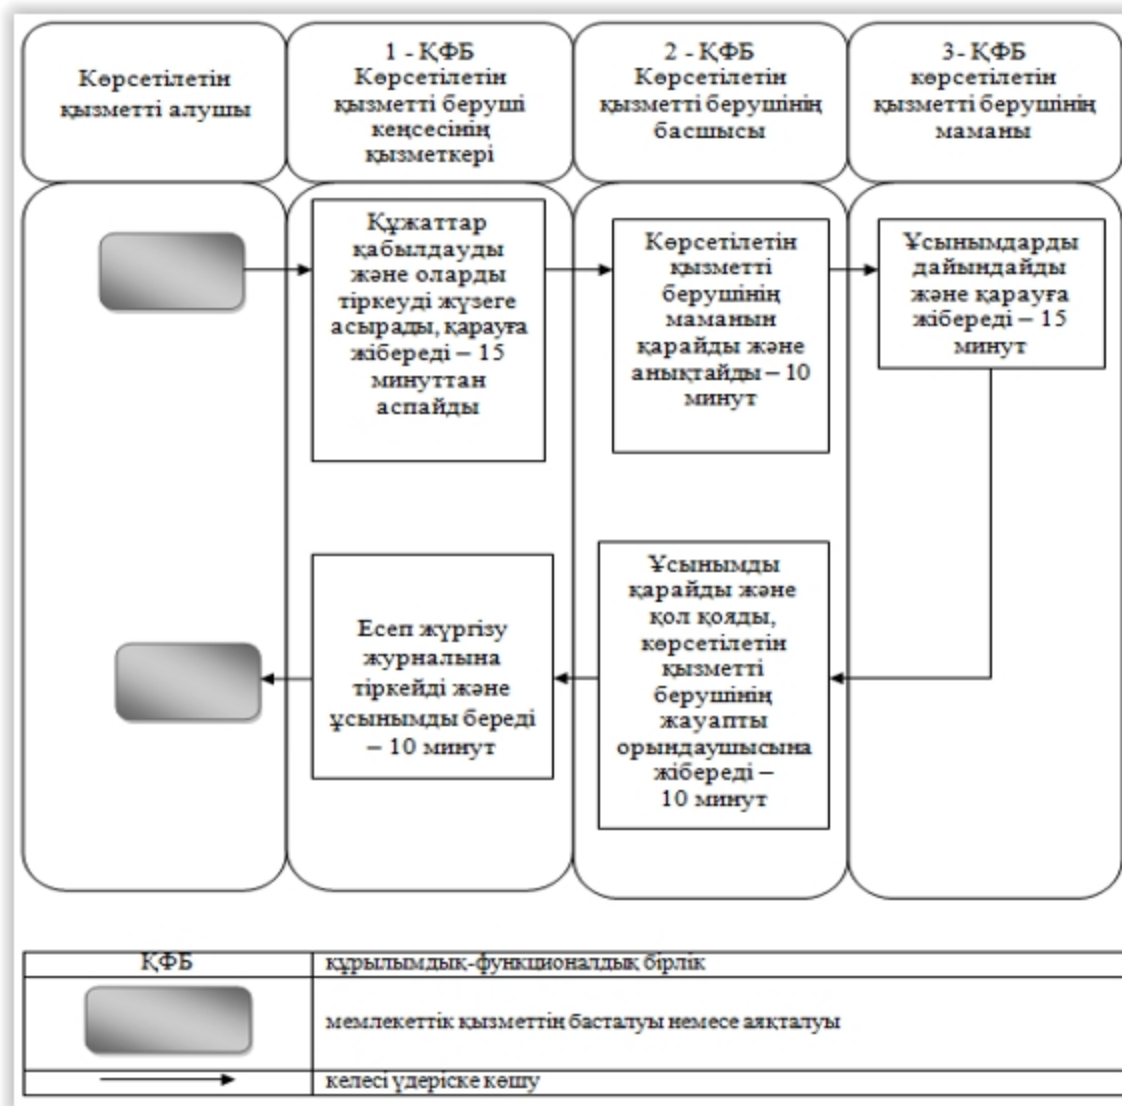 Көрсетілетін
қызметті алушы
1 - ҚФБ
Көрсетілетін
қызметті беруші
кеңсесінің
қызметкері
2 - ҚФБ
Көрсетілетін
қызметті берушінің
басшысы
3- ҚФБ
көрсетілетін
қызметті берушінің
маманы
Құжаттар
қабылдауды
және оларды
тіркеуді жүзеге
асырады, қарауға
жібереді – 15
минуттан
аспайды
Көрсетілетін
қызметті
берушінің
маманын
қарайды және
анықтайды – 10
минут
Ұсынымдарды
дайындайды
және қарауға
жібереді – 15
минут
Есеп жүргізу
журналына
тіркейді және
ұсынымды береді
– 10 минут
Ұсынымды
қарайды және
қол қояды,
көрсетілетін
қызметті
берушінің
жауапты
орындаушысына
жібереді –
10 минут
ҚФБ
құрылымдық-функционалдық бірлік
мемлекеттік қызметтің басталуы немесе аяқталуы
келесі үдеріске көшу